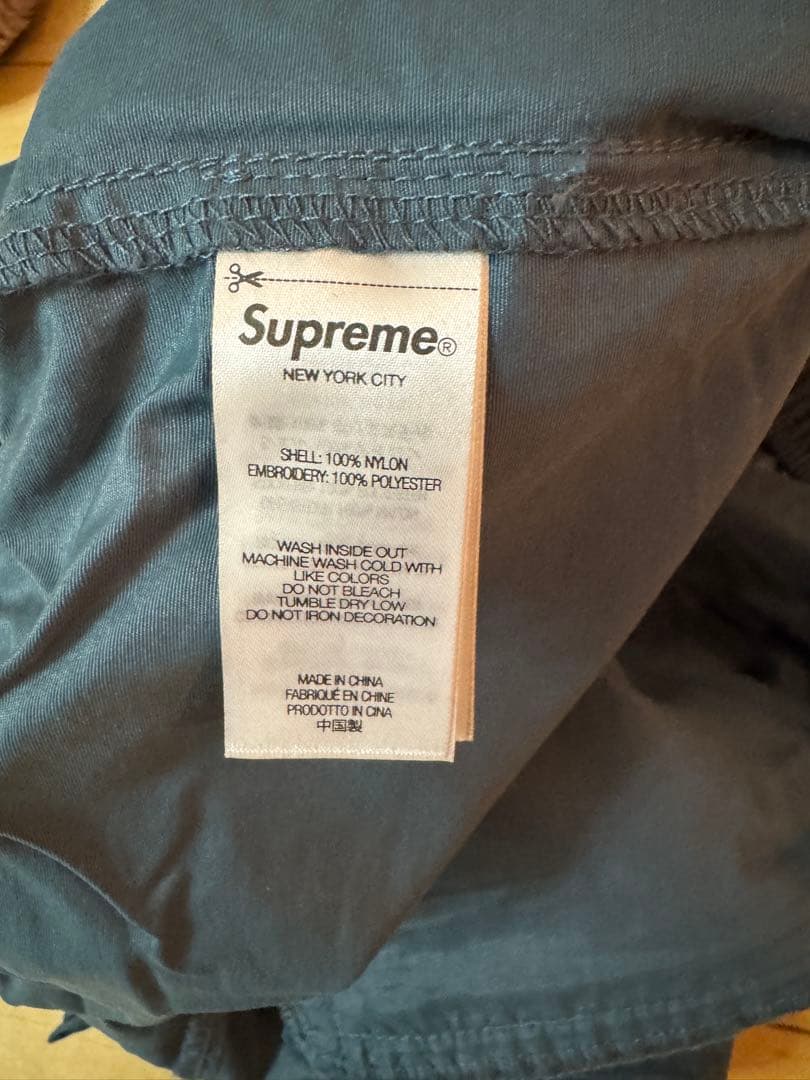 Supreme®
NEW YORK CITY
SHELL: 100% NYLON
EMBROIDERY: 100% POLYESTER
WASH INSIDE OUT
MACHINE WASH COLD WITH
LIKE COLORS
DO NOT BLEACH
TUMBLE DRY LOW
DO NOT IRON DECORATION
MADE IN CHINA
FABRIQUÉ EN CHINE
PRODOTTO IN CINA
中国製